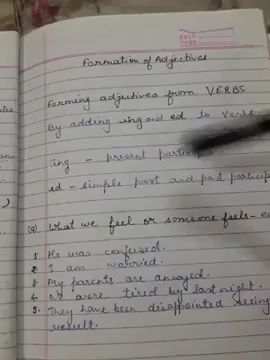 Formation of Adjectives
Forming adjectives from VERBS
By adding ing and ed to verbs
ing - present particip
ed - simple past and past particip
(a) What we feel or someone feels - e
1. He was confused.
2. I am worried.
3. My parents are annoyed.
4. were tired by last night.
5. They have been disappointed seeing
result.